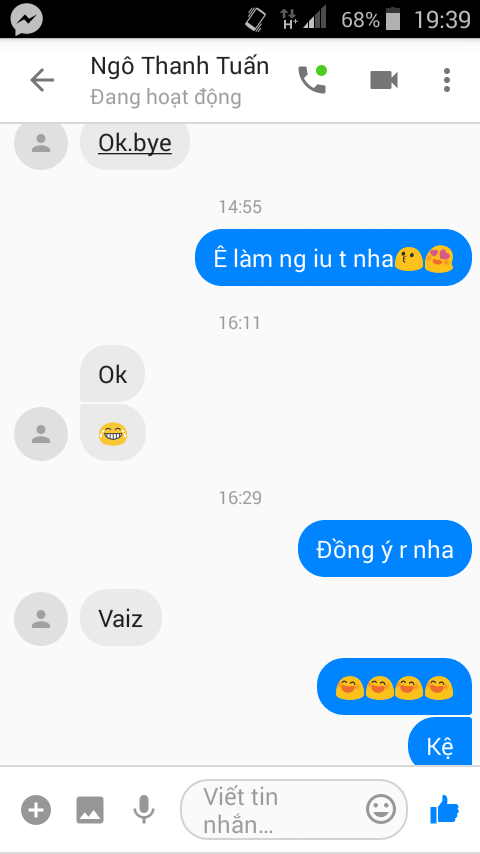 H+ 68% 19:39
Ngô Thanh Tuấn
Đang hoạt động
Ok.bye
14:55
Ê làm ng iu t nha😗😍
16:11
Ok
😂
16:29
Đồng ý r nha
Vaiz
😄😄😄😄
Kệ
Viết tin
nhắn...